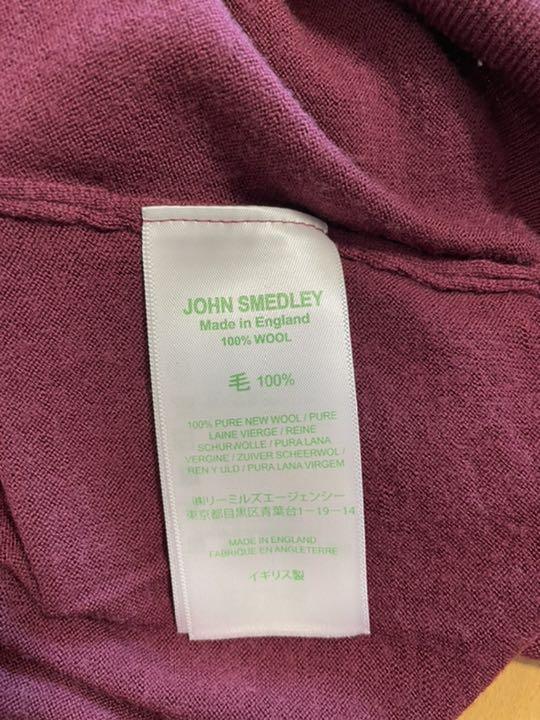 JOHN SMEDLEY
Made in England
100% WOOL
毛 100%
100% PURE NEW WOOL / PURE
LAINE VIERGE / REINE
SCHURWOLLE / PURA LANA
VERGINE / ZUIVER SCHEERWOL /
REN Y ULD / PURA LANA VIRGEM
㈱リーミルズエージェンシー
東京都目黒区青葉台1-19-14
MADE IN ENGLAND
FABRIQUE EN ANGLETERRE
イギリス製